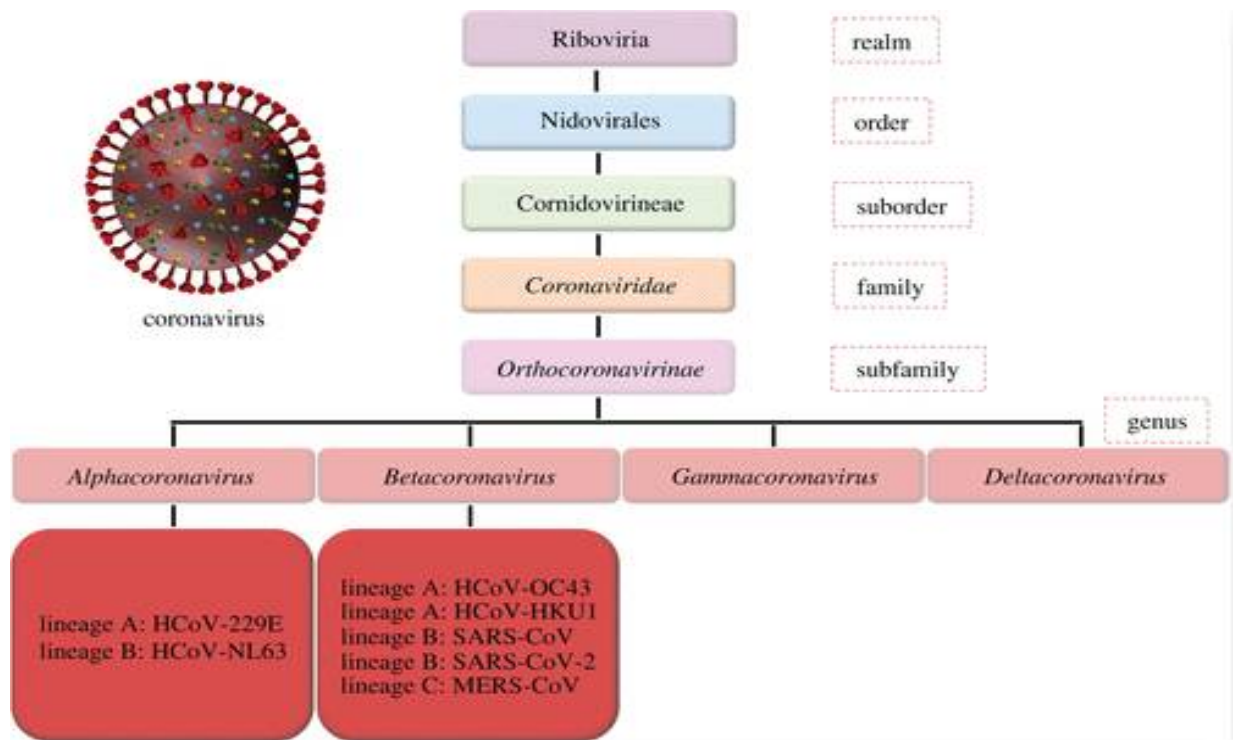 Riboviria
realm
Nidovirales
order
Cornidovirineae
suborder
Coronaviridae
family
coronavirus
Orthocoronavirinae
subfamily
genus
Alphacoronavirus
Betacoronavirus
Gammacoronavirus
Deltacoronavirus
lineage A: HCoV-229E
lineage B: HCoV-NL63
lineage A: HCoV-OC43
lineage A: HCoV-HKU1
lineage B: SARS-CoV
lineage B: SARS-CoV-2
lineage C: MERS-CoV